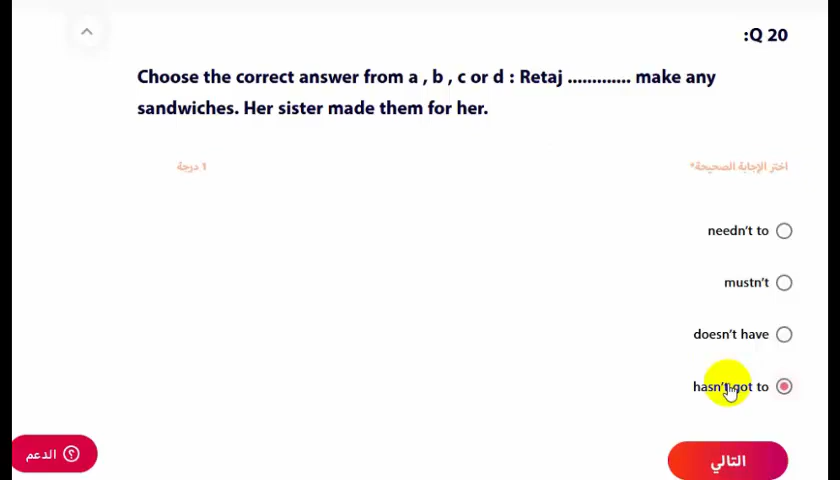 :Q 20
Choose the correct answer from a , b , c or d : Retaj ............. make any
sandwiches. Her sister made them for her.
اختر الإجابة الصحيحة*
1 درجة
needn't to
mustn't
doesn't have
hasn't got to
الدعم
التالي